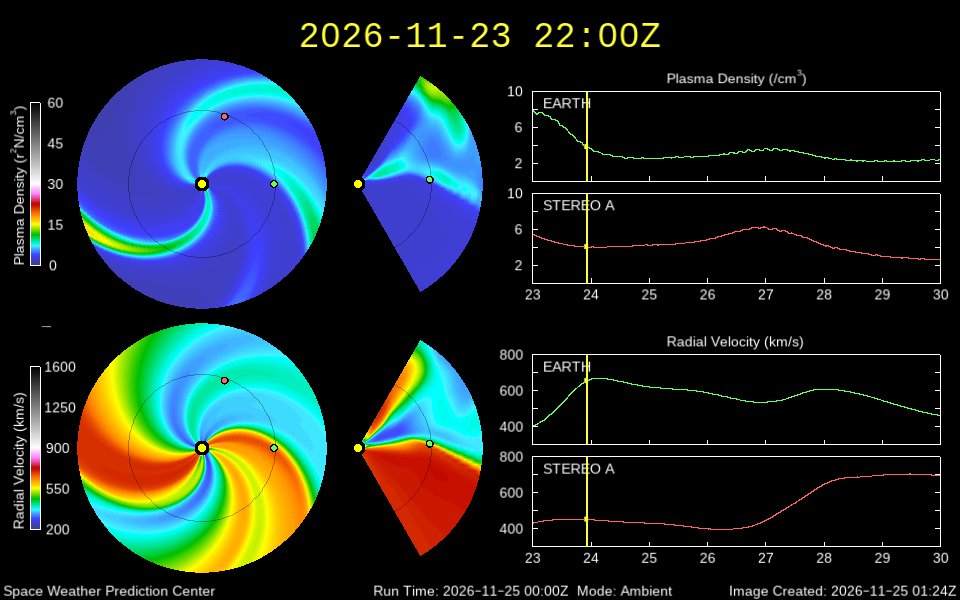 2026-11-23 22:00Z
Plasma Density (r²N/cm³)
60
45
30
15
0
Plasma Density (/cm³)
10
EARTH
6
2
10
STEREO A
6
2
23 24 25 26 27 28 29 30
Radial Velocity (km/s)
1600
1250
900
550
200
Radial Velocity (km/s)
800
EARTH
600
400
800
STEREO A
600
400
23 24 25 26 27 28 29 30
Space Weather Prediction Center Run Time: 2026-11-25 00:00Z Mode: Ambient Image Created: 2026-11-25 01:24Z